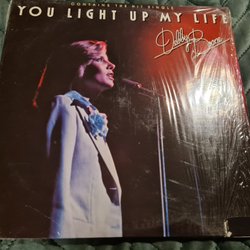 CONTAINS THE HIT SINGLE
YOU LIGHT UP MY LIFE
Debby Boone